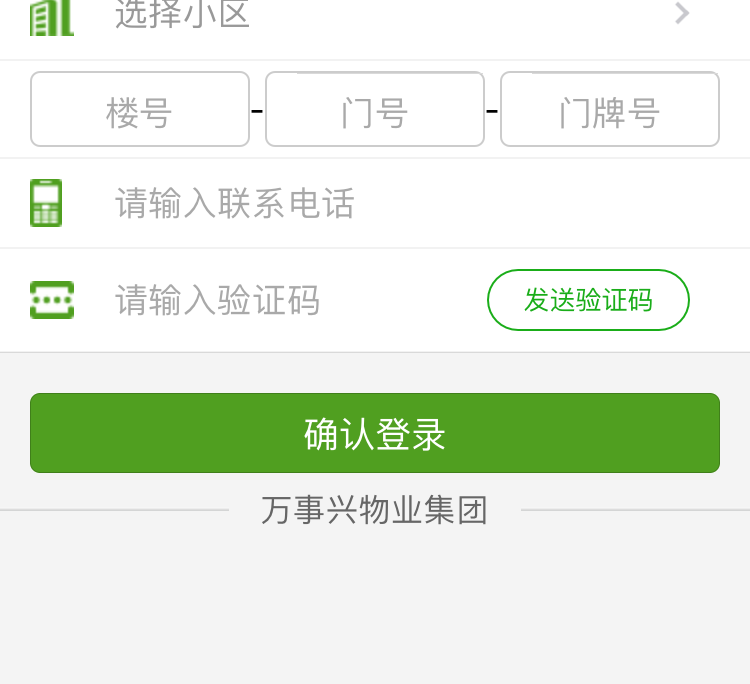 选择小区
楼号 - 门号 - 门牌号
请输入联系电话
请输入验证码 发送验证码
确认登录
万事兴物业集团